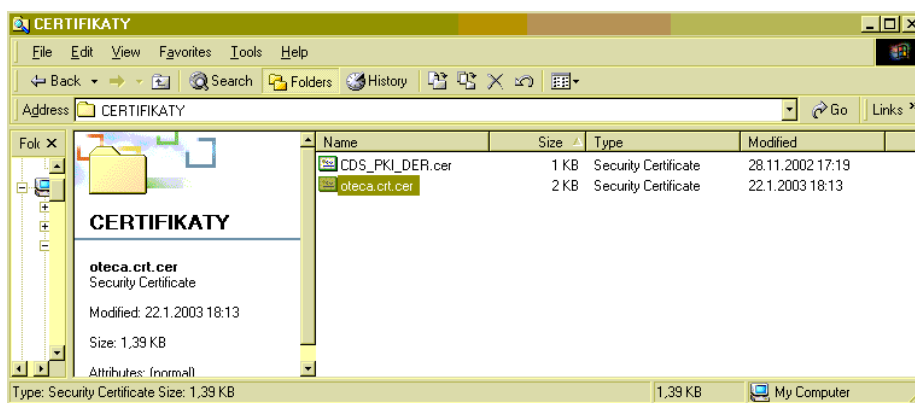 CERTIFIKATY
File Edit View Favorites Tools Help
Back Search Folders History
Address CERTIFIKATY Go Links
CERTIFIKATY
oteca.crt.cer
Security Certificate
Modified: 22.1.2003 18:13
Size: 1,39 KB
Attributes: (normal)
Name Size Type Modified
CDS_PKI_DER.cer 1 KB Security Certificate 28.11.2002 17:19
oteca.crt.cer 2 KB Security Certificate 22.1.2003 18:13
Type: Security Certificate Size: 1,39 KB 1,39 KB My Computer